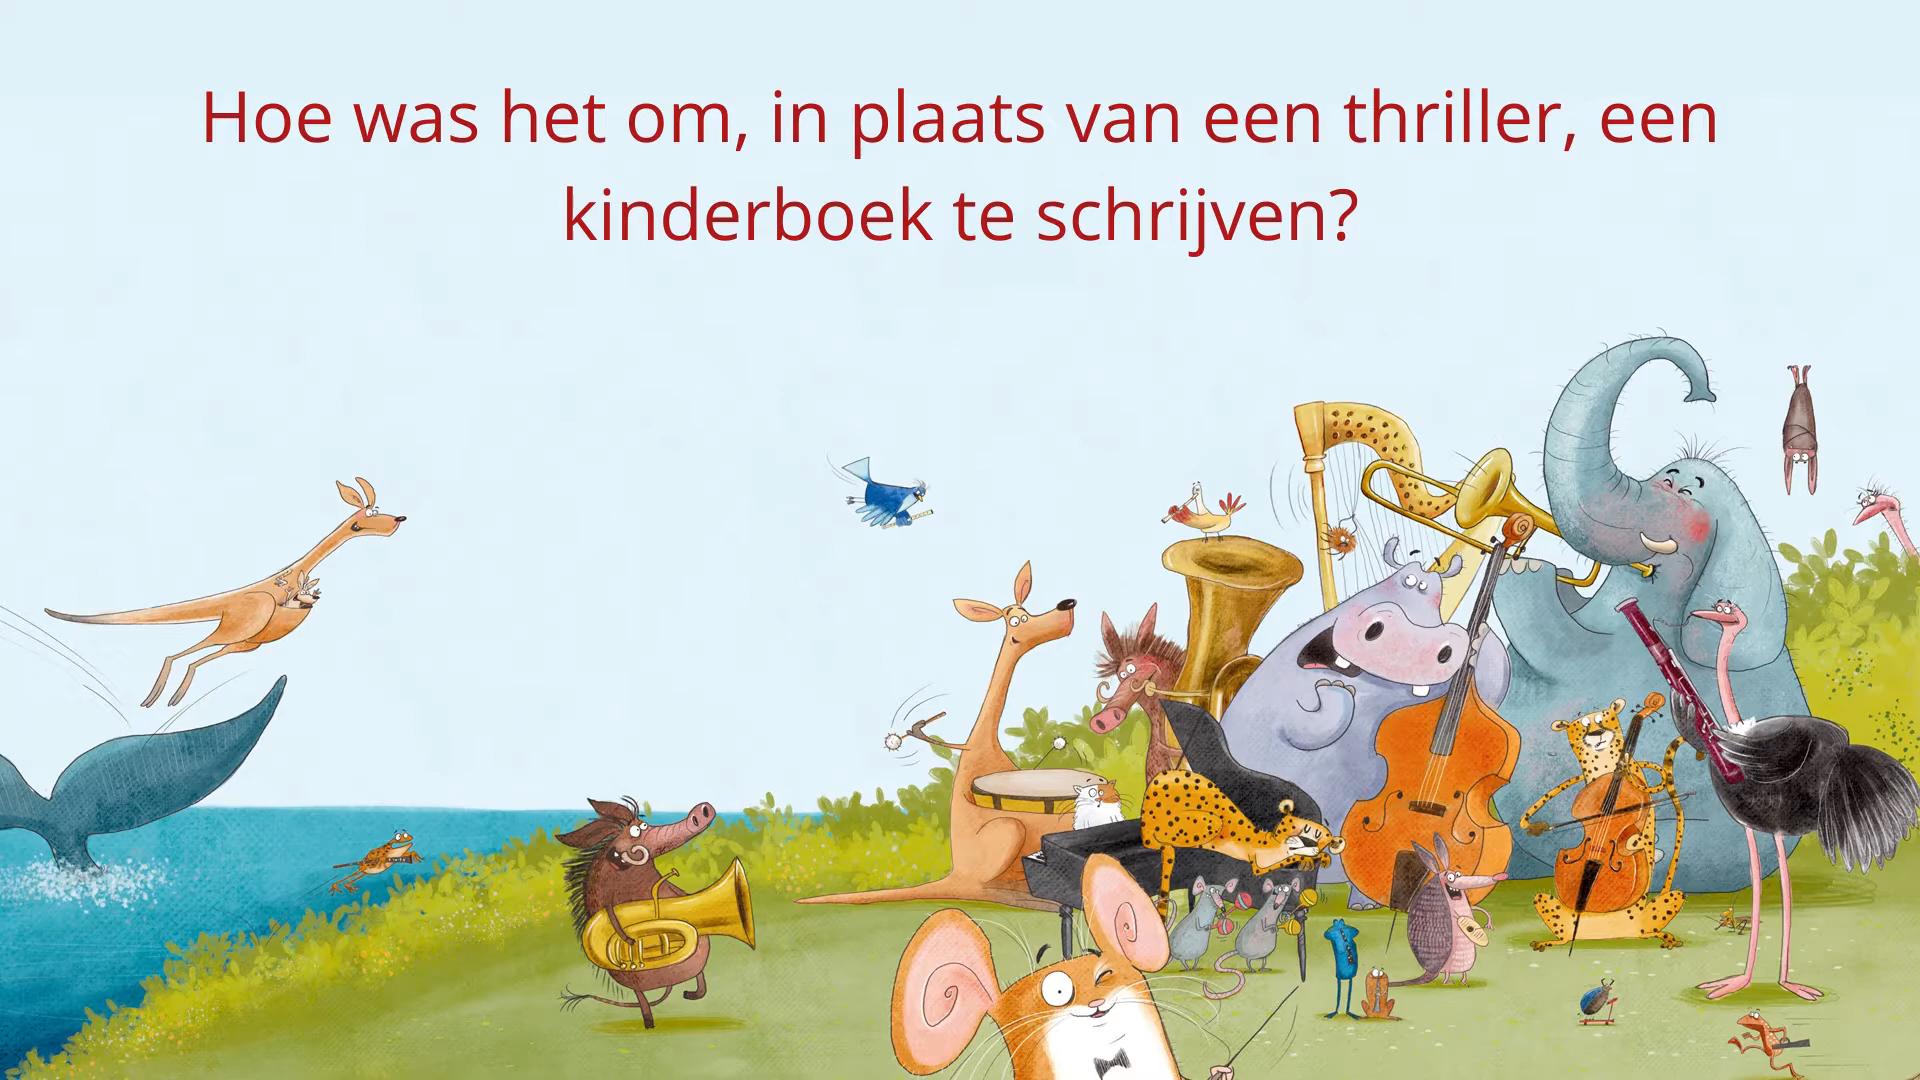 Hoe was het om, in plaats van een thriller, een
kinderboek te schrijven?